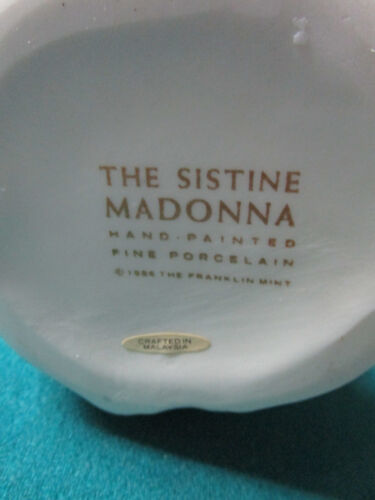 THE SISTINE
MADONNA
HAND-PAINTED
FINE PORCELAIN
© 1986 THE FRANKLIN MINT
CRAFTED IN
MALAYSIA